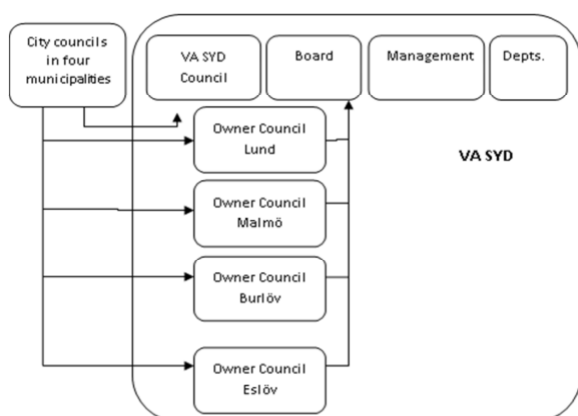 City councils
in four
municipalities
VA SYD
Council
Board
Management
Depts.
Owner Council
Lund
VA SYD
Owner Council
Malmö
Owner Council
Burlöv
Owner Council
Eslöv